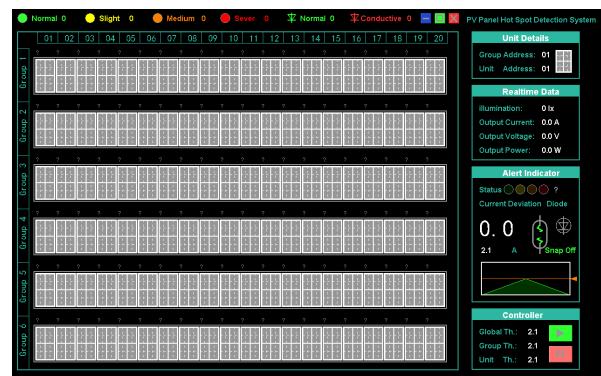 Normal 0 Slight 0 Medium 0 Sever 0 Normal 0 Conductive 0 PV Panel Hot Spot Detection System
01 02 03 04 05 06 07 08 09 10 11 12 13 14 15 16 17 18 19 20
Group 1
? ? ? ? ? ? ? ? ? ? ? ? ? ? ? ? ? ? ? ?
Group 2
? ? ? ? ? ? ? ? ? ? ? ? ? ? ? ? ? ? ? ?
Group 3
? ? ? ? ? ? ? ? ? ? ? ? ? ? ? ? ? ? ? ?
Group 4
? ? ? ? ? ? ? ? ? ? ? ? ? ? ? ? ? ? ? ?
Group 5
? ? ? ? ? ? ? ? ? ? ? ? ? ? ? ? ? ? ? ?
Group 6
? ? ? ? ? ? ? ? ? ? ? ? ? ? ? ? ? ? ? ?
Unit Details
Group Address: 01
Unit Address: 01
Realtime Data
illumination: 0 lx
Output Current: 0.0 A
Output Voltage: 0.0 V
Output Power: 0.0 W
Alert Indicator
Status ?
Current Deviation Diode
0.0
2.1 A Snap Off
Controller
Global Th.: 2.1
Group Th.: 2.1
Unit Th.: 2.1